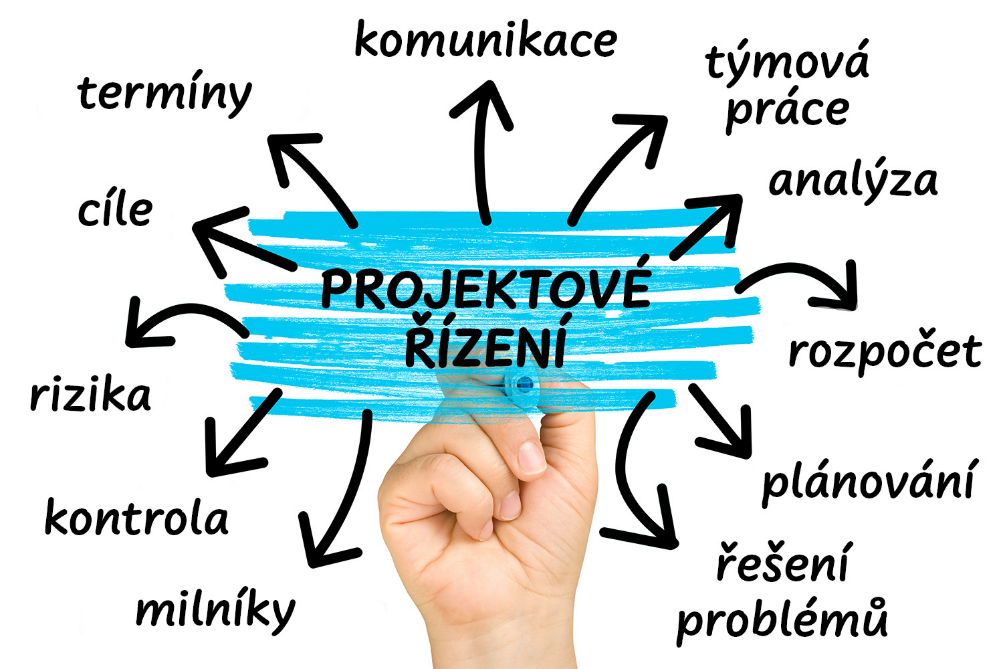 komunikace
týmová
práce
termíny
analýza
cíle
PROJEKTOVÉ
ŘÍZENÍ
rozpočet
rizika
plánování
kontrola
řešení
problémů
milníky